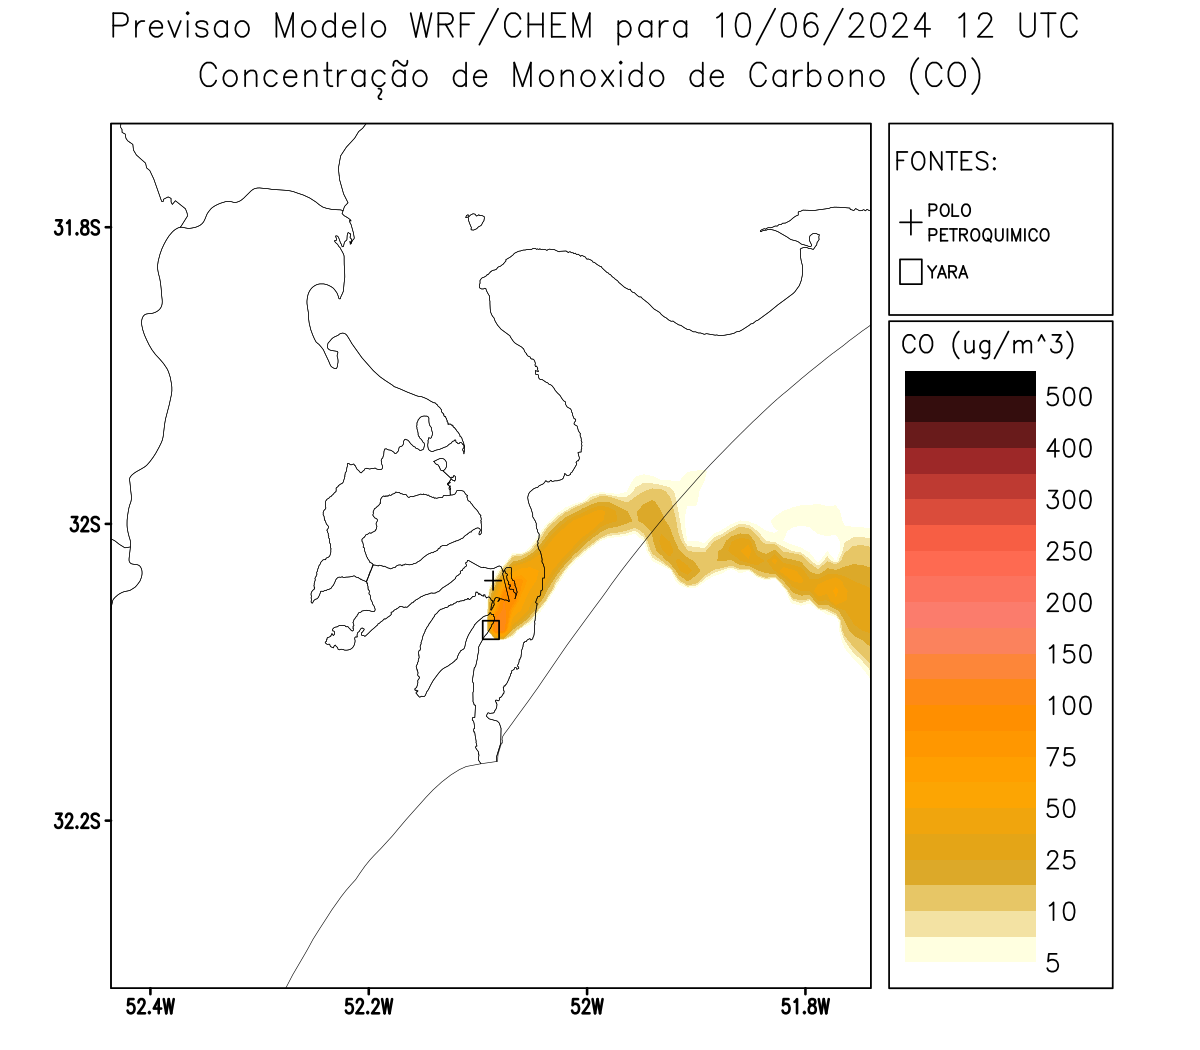 Previsao Modelo WRF/CHEM para 10/06/2024 12 UTC
Concentração de Monoxido de Carbono (CO)
FONTES:
POLO
PETROQUIMICO
YARA
CO (ug/m^3)
500
400
300
250
200
150
100
75
50
25
10
5
31.8S
32S
32.2S
52.4W
52.2W
52W
51.8W